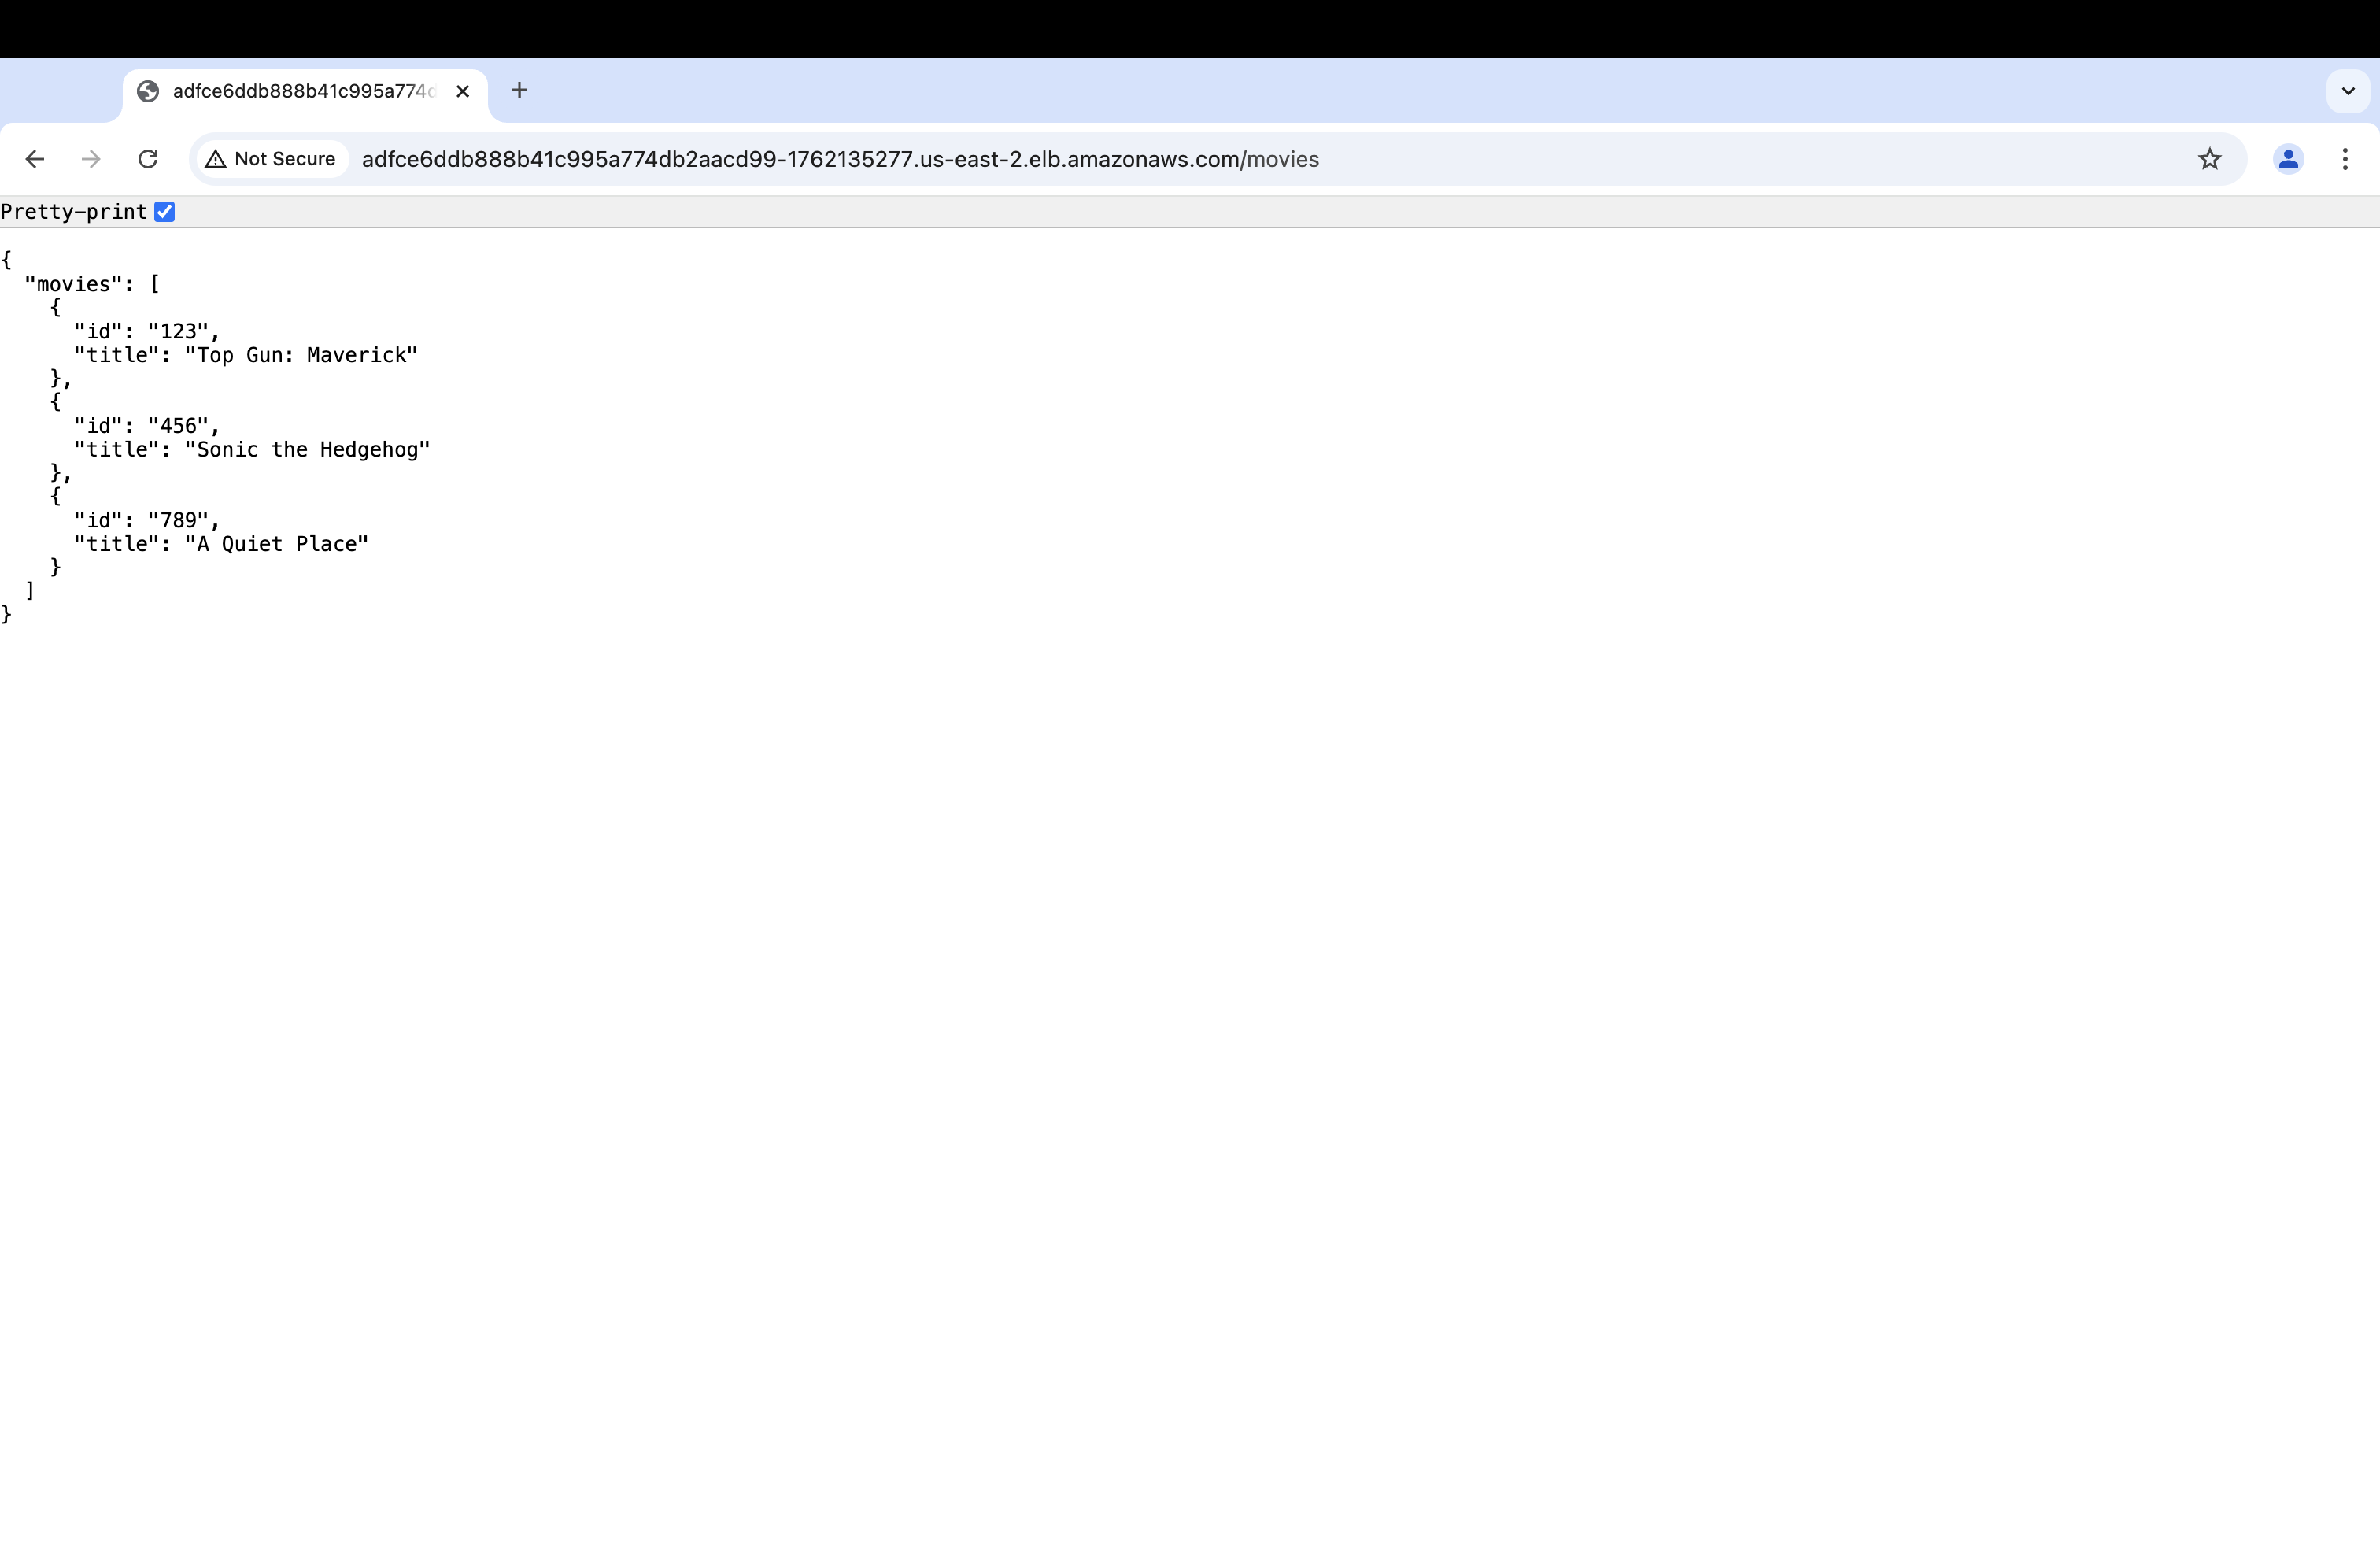 adfce6ddb888b41c995a774d
Not Secure adfce6ddb888b41c995a774db2aacd99-1762135277.us-east-2.elb.amazonaws.com/movies
Pretty-print
{
  "movies": [
    {
      "id": "123",
      "title": "Top Gun: Maverick"
    },
    {
      "id": "456",
      "title": "Sonic the Hedgehog"
    },
    {
      "id": "789",
      "title": "A Quiet Place"
    }
  ]
}